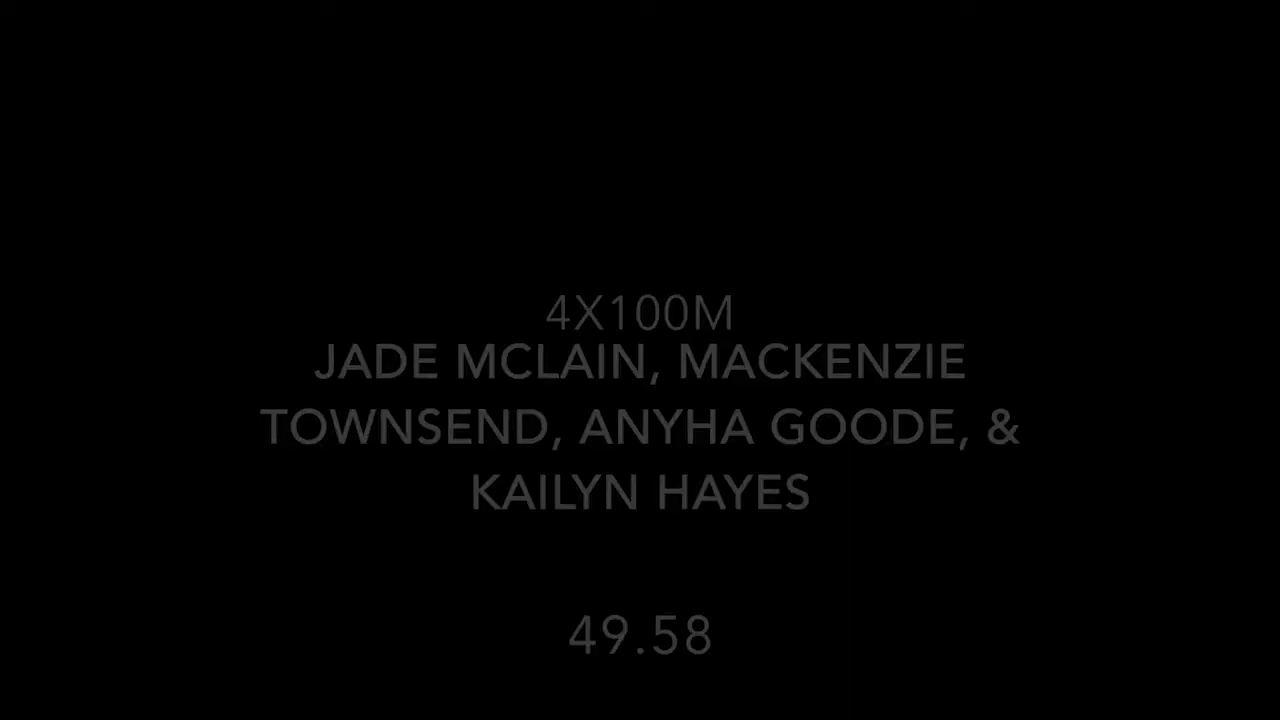 4X100M
JADE MCLAIN, MACKENZIE
TOWNSEND, ANYHA GOODE, &
KAILYN HAYES
49.58